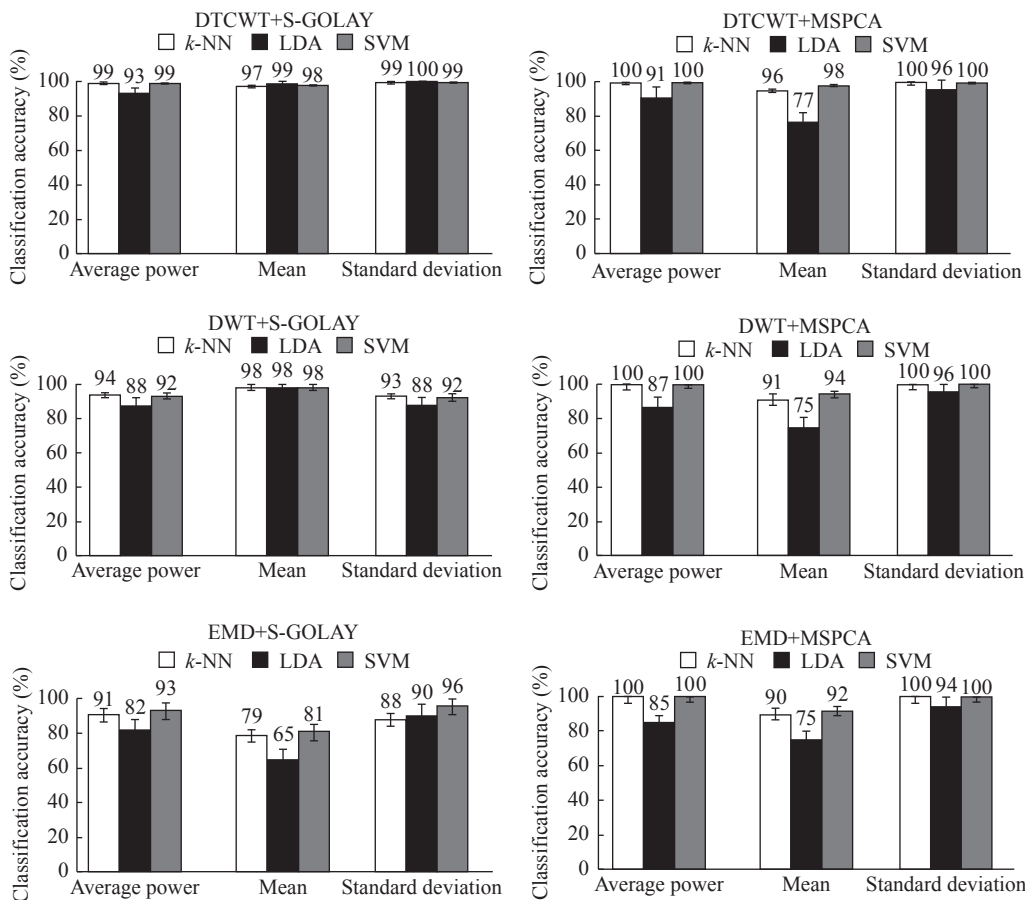 DTCWT+S-GOLAY
k-NN LDA SVM
Classification accuracy (%)
100
80
60
40
20
0
99 93 99 97 99 98 99 100 99
Average power Mean Standard deviation
DTCWT+MSPCA
k-NN LDA SVM
Classification accuracy (%)
100
80
60
40
20
0
100 91 100 96 77 98 100 96 100
Average power Mean Standard deviation
DWT+S-GOLAY
k-NN LDA SVM
Classification accuracy (%)
100
80
60
40
20
0
94 88 92 98 98 98 93 88 92
Average power Mean Standard deviation
DWT+MSPCA
k-NN LDA SVM
Classification accuracy (%)
100
80
60
40
20
0
100 87 100 91 75 94 100 96 100
Average power Mean Standard deviation
EMD+S-GOLAY
k-NN LDA SVM
Classification accuracy (%)
100
80
60
40
20
0
91 82 93 79 65 81 88 90 96
Average power Mean Standard deviation
EMD+MSPCA
k-NN LDA SVM
Classification accuracy (%)
100
80
60
40
20
0
100 85 100 90 75 92 100 94 100
Average power Mean Standard deviation